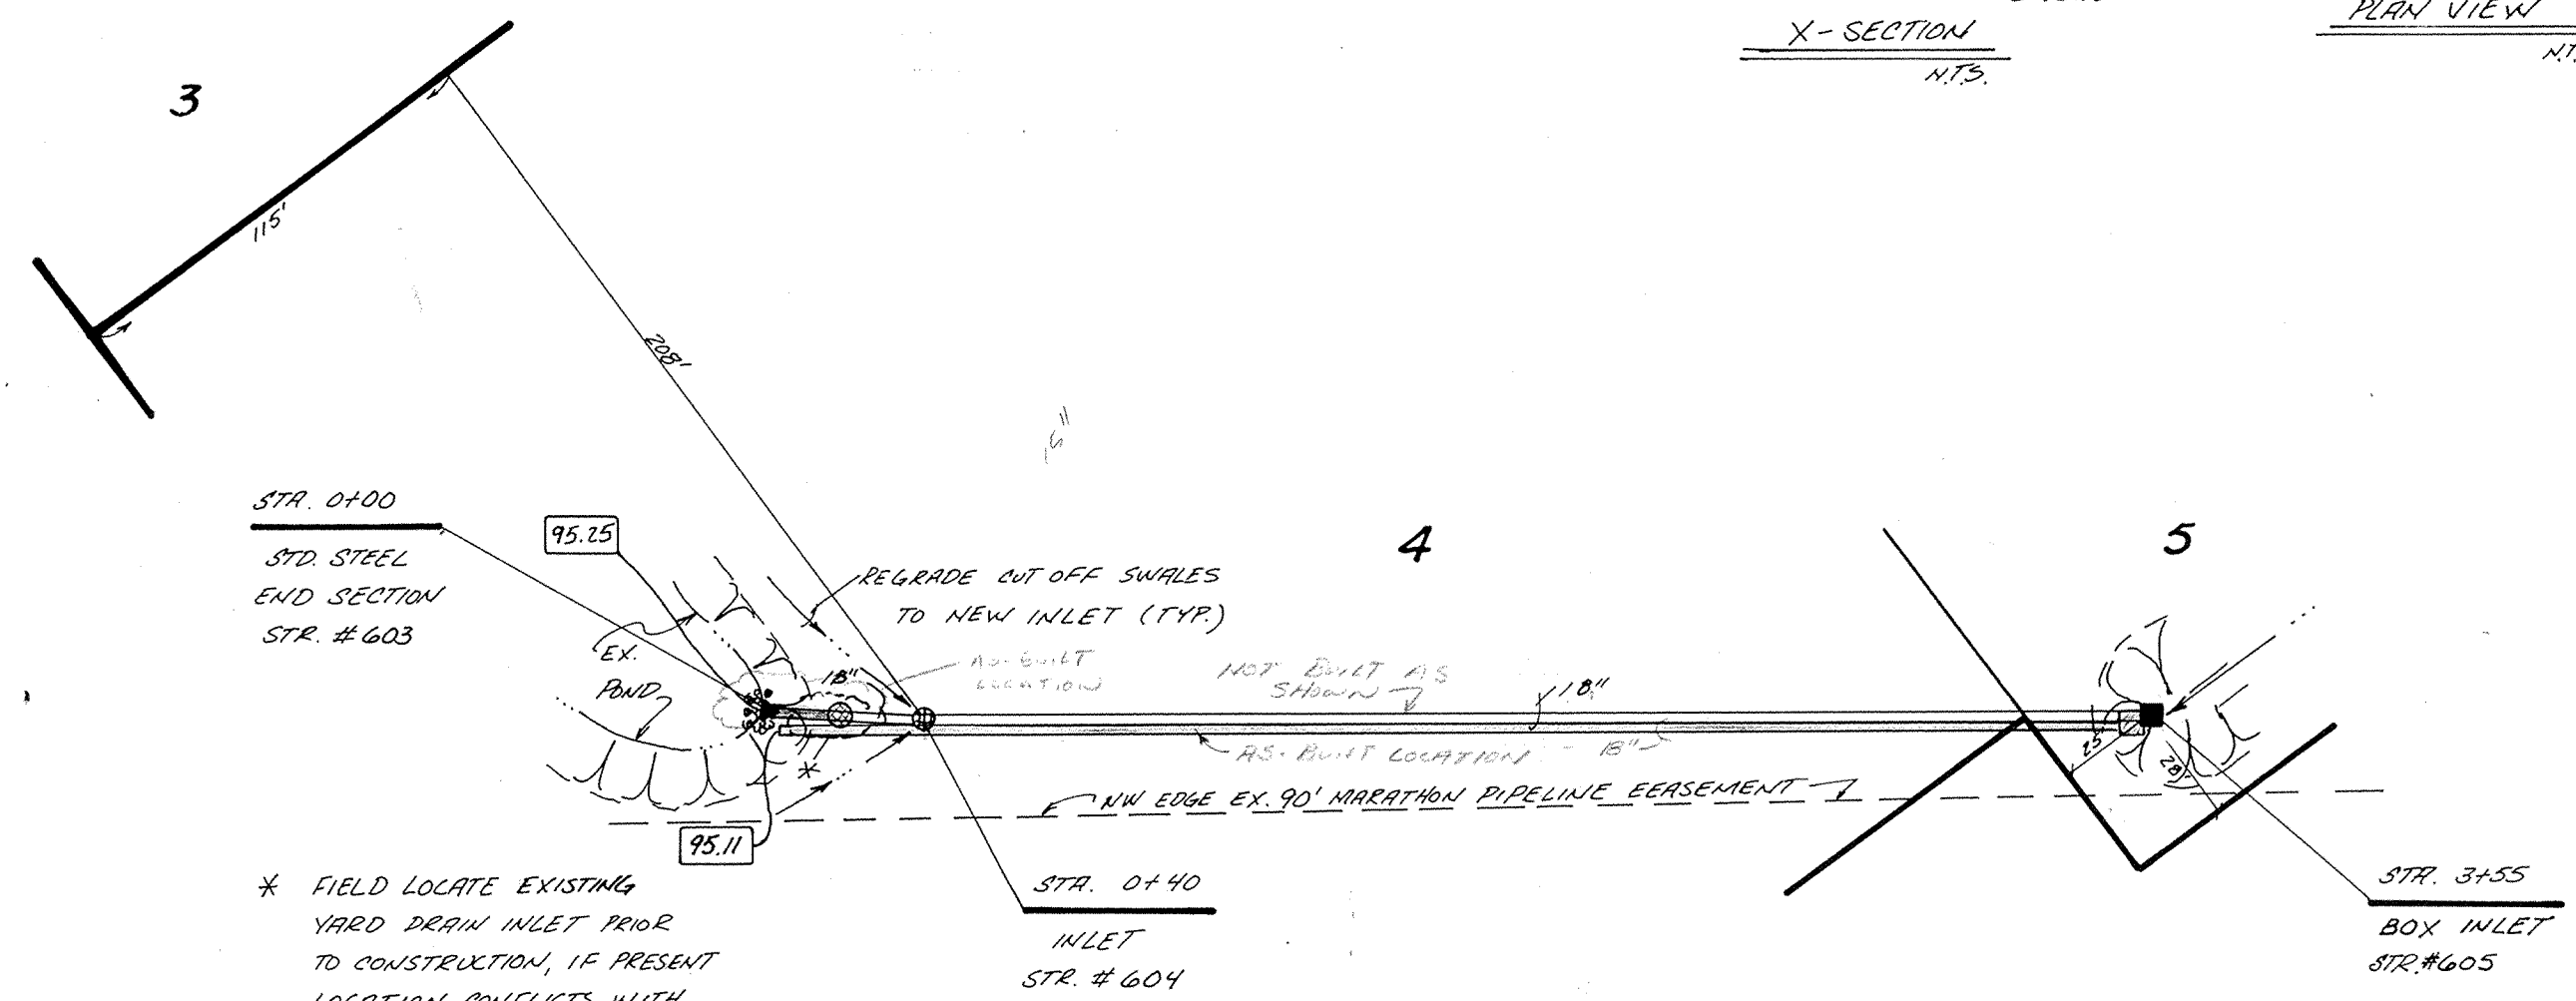 X-SECTION
N.T.S.
PLAN VIEW
3
115'
208'
STA. 0+00
STD. STEEL
END SECTION
STR. #603
95.25
4
5
REGRADE CUT OFF SWALES
TO NEW INLET (TYP.)
EX.
POND
18"
AS-BUILT
LOCATION
NOT BUILT AS
SHOWN
18"
AS-BUILT LOCATION - 18"
*
25'
28'
NW EDGE EX. 90' MARATHON PIPELINE EEASEMENT
95.11
* FIELD LOCATE EXISTING
YARD DRAIN INLET PRIOR
TO CONSTRUCTION, IF PRESENT
LOCATION CONFLICTS WITH
STA. 0+40
INLET
STR. #604
STA. 3+55
BOX INLET
STR.#605